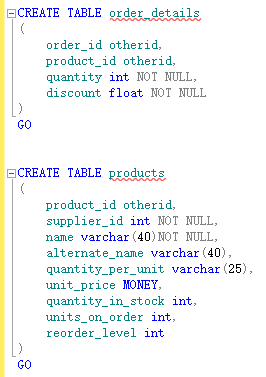 CREATE TABLE order_details
(
order_id otherid,
product_id otherid,
quantity int NOT NULL,
discount float NOT NULL
)
GO
CREATE TABLE products
(
product_id otherid,
supplier_id int NOT NULL,
name varchar(40)NOT NULL,
alternate_name varchar(40),
quantity_per_unit varchar(25),
unit_price MONEY,
quantity_in_stock int,
units_on_order int,
reorder_level int
)
GO